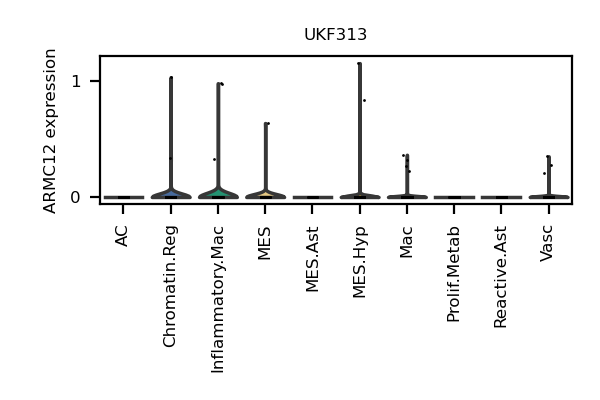 UKF313
ARMC12 expression
1
0
AC
Chromatin.Reg
Inflammatory.Mac
MES
MES.Ast
MES.Hyp
Mac
Prolif.Metab
Reactive.Ast
Vasc